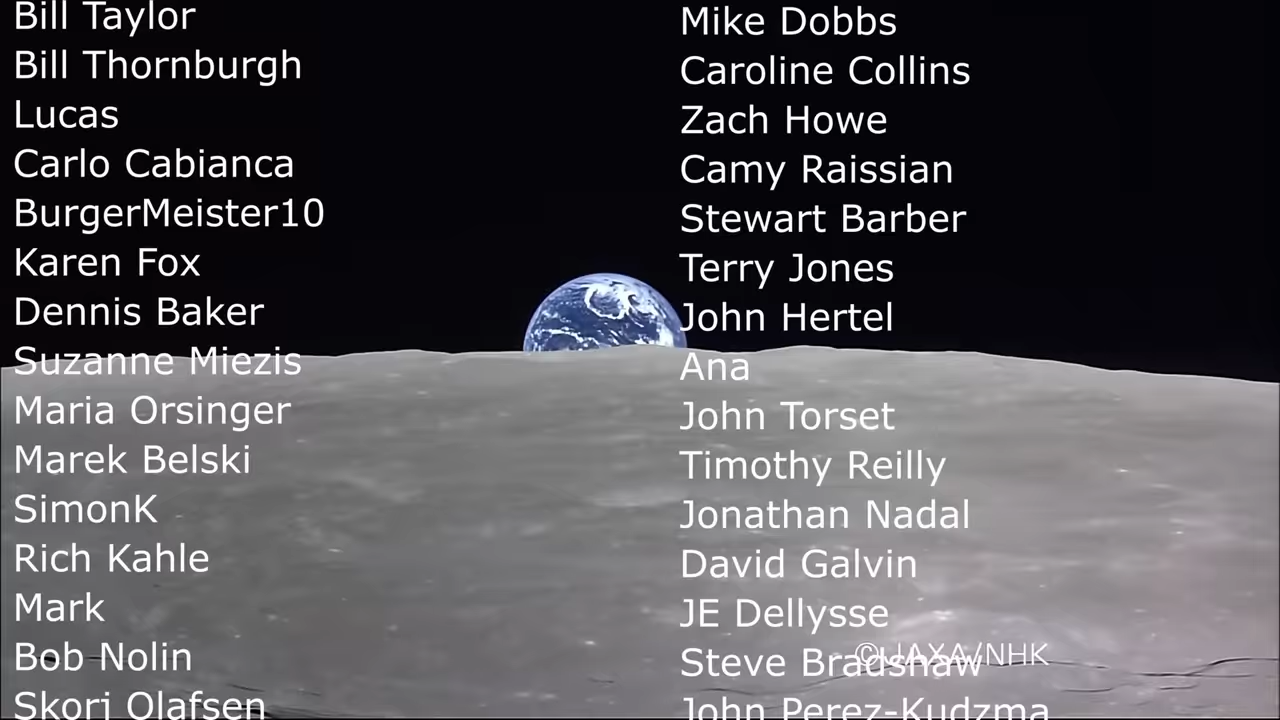 Bill Taylor
Bill Thornburgh
Lucas
Carlo Cabianca
BurgerMeister10
Karen Fox
Dennis Baker
Suzanne Miezis
Maria Orsinger
Marek Belski
SimonK
Rich Kahle
Mark
Bob Nolin
Skorj Olafsen
Mike Dobbs
Caroline Collins
Zach Howe
Camy Raissian
Stewart Barber
Terry Jones
John Hertel
Ana
John Torset
Timothy Reilly
Jonathan Nadal
David Galvin
JE Dellysse
Steve Bradshaw
John Perez-Kudzma
© JAXA/NHK